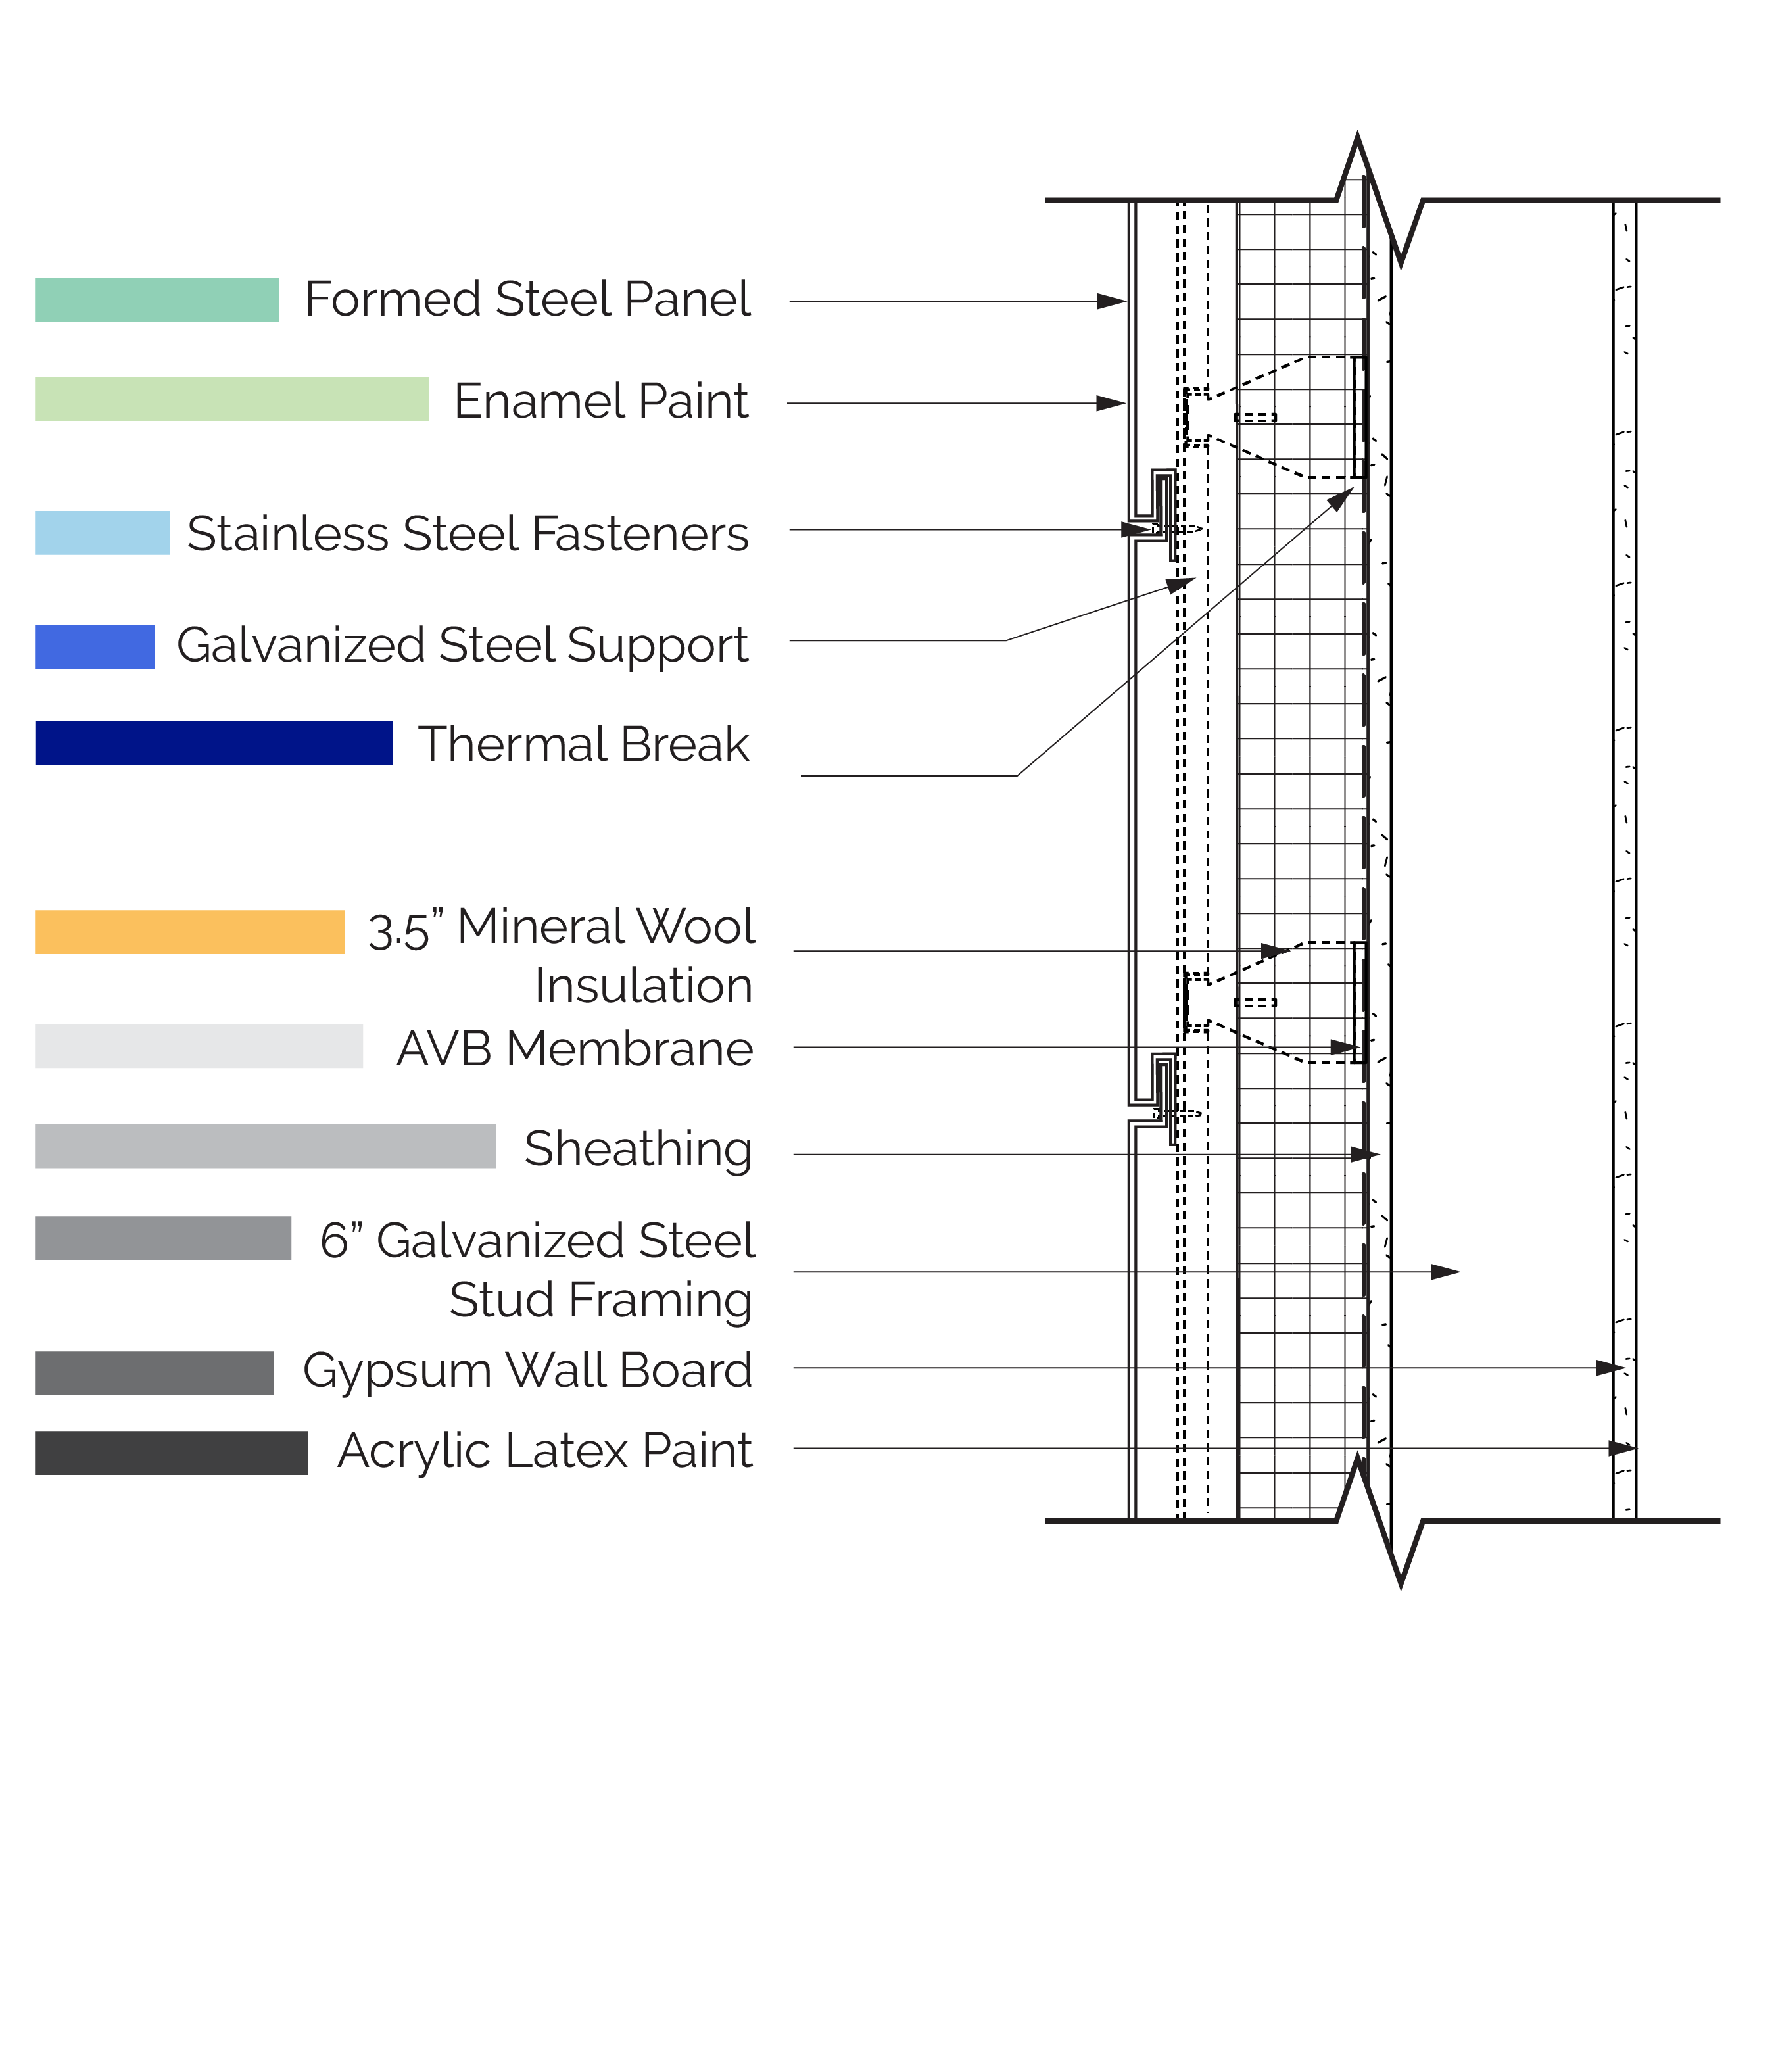 Formed Steel Panel
Enamel Paint
Stainless Steel Fasteners
Galvanized Steel Support
Thermal Break
3.5” Mineral Wool
Insulation
AVB Membrane
Sheathing
6” Galvanized Steel
Stud Framing
Gypsum Wall Board
Acrylic Latex Paint